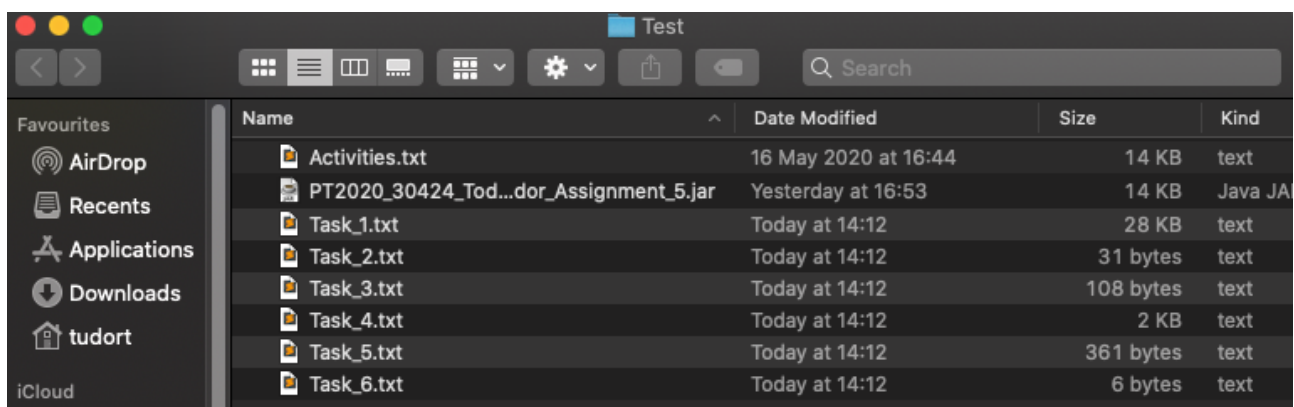 Test
Search
Favourites
AirDrop
Recents
Applications
Downloads
tudort
iCloud
Name Date Modified Size Kind
Activities.txt 16 May 2020 at 16:44 14 KB text
PT2020_30424_Tod...dor_Assignment_5.jar Yesterday at 16:53 14 KB Java JA
Task_1.txt Today at 14:12 28 KB text
Task_2.txt Today at 14:12 31 bytes text
Task_3.txt Today at 14:12 108 bytes text
Task_4.txt Today at 14:12 2 KB text
Task_5.txt Today at 14:12 361 bytes text
Task_6.txt Today at 14:12 6 bytes text